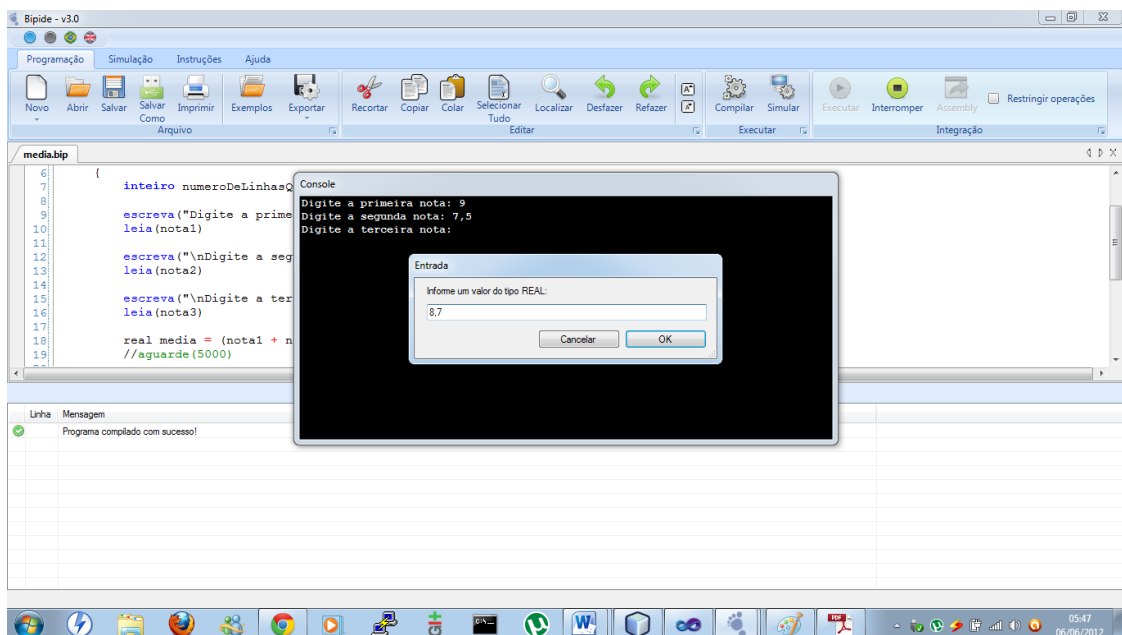 Bipide - v3.0
Programação Simulação Instruções Ajuda
Novo Abrir Salvar Salvar Como Imprimir Exemplos Exportar Recortar Copiar Colar Selecionar Tudo Localizar Desfazer Refazer Compilar Simular Executar Interromper Assembly Restringir operações
Arquivo Editar Executar Integração
media.bip
6 {
7 inteiro numeroDeLinhasQ
8
9 escreva("Digite a prime
10 leia(nota1)
11
12 escreva("\nDigite a seg
13 leia(nota2)
14
15 escreva("\nDigite a ter
16 leia(nota3)
17
18 real media = (nota1 + n
19 //aguarde(5000)
Console
Digite a primeira nota: 9
Digite a segunda nota: 7,5
Digite a terceira nota:
Entrada
Informe um valor do tipo REAL:
8,7
Cancelar OK
Linha Mensagem
Programa compilado com sucesso!
05:47
06/06/2012